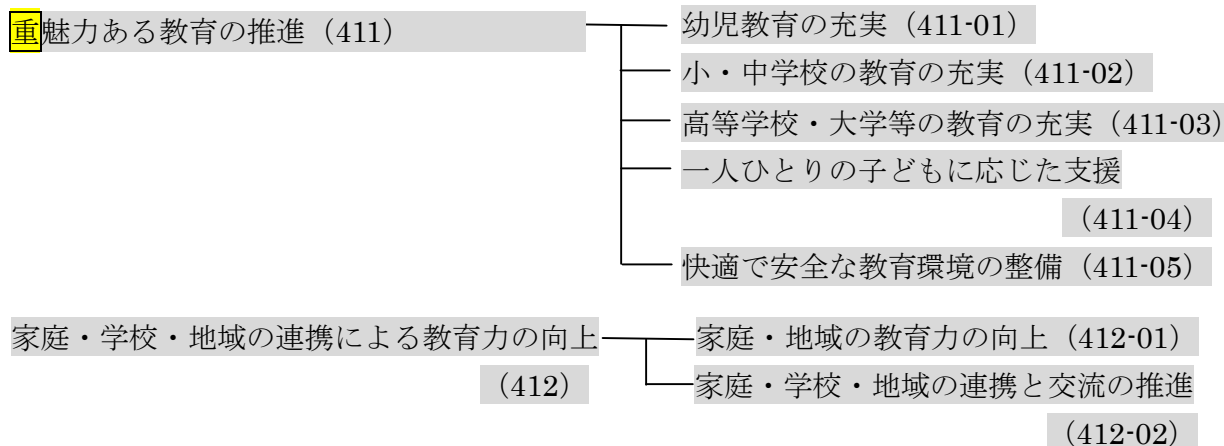 重魅力ある教育の推進（411）
幼児教育の充実（411-01）
小・中学校の教育の充実（411-02）
高等学校・大学等の教育の充実（411-03）
一人ひとりの子どもに応じた支援
（411-04）
快適で安全な教育環境の整備（411-05）
家庭・学校・地域の連携による教育力の向上
（412）
家庭・地域の教育力の向上（412-01）
家庭・学校・地域の連携と交流の推進
（412-02）